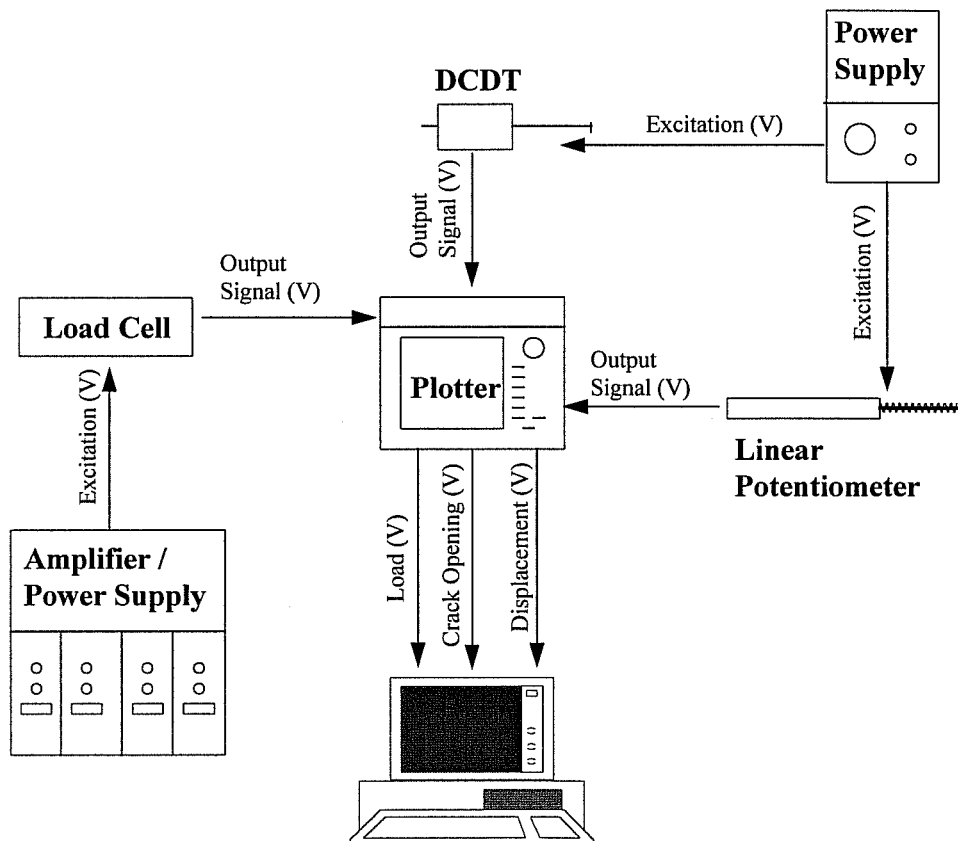 Power
Supply
DCDT
Excitation (V)
Output
Signal (V)
Excitation (V)
Output
Signal (V)
Load Cell
Plotter
Output
Signal (V)
Linear
Potentiometer
Excitation (V)
Amplifier /
Power Supply
Load (V)
Crack Opening (V)
Displacement (V)